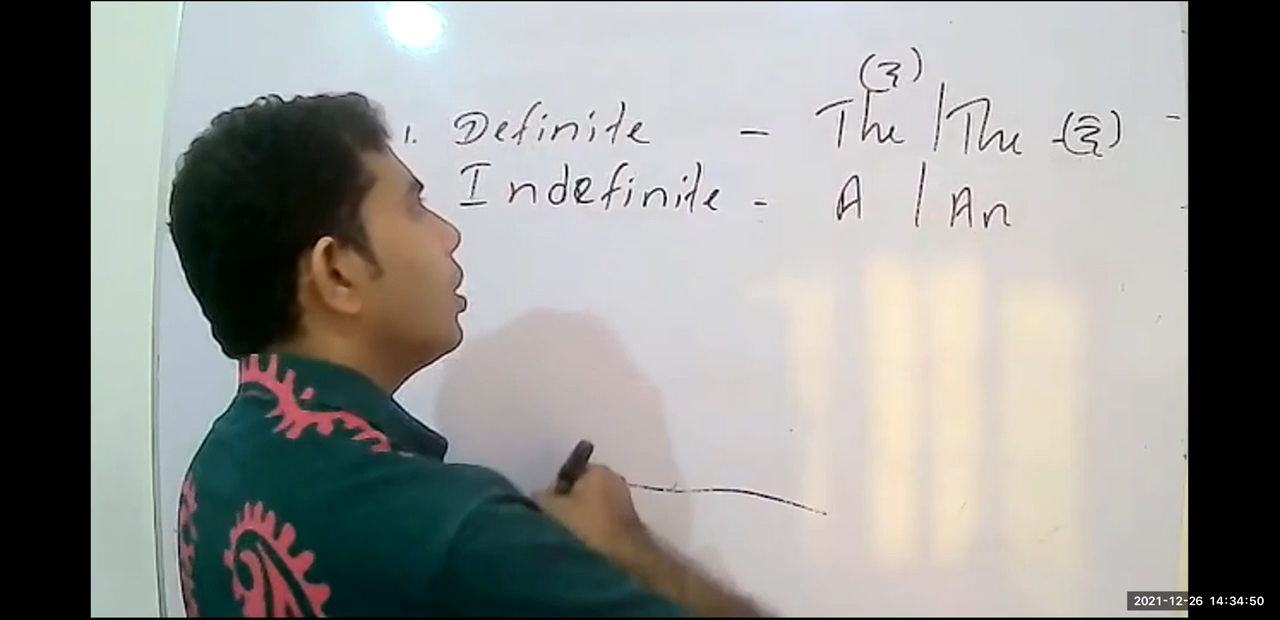 1. Definite - The / The
Indefinite - A / An
2021-12-26 14:34:50